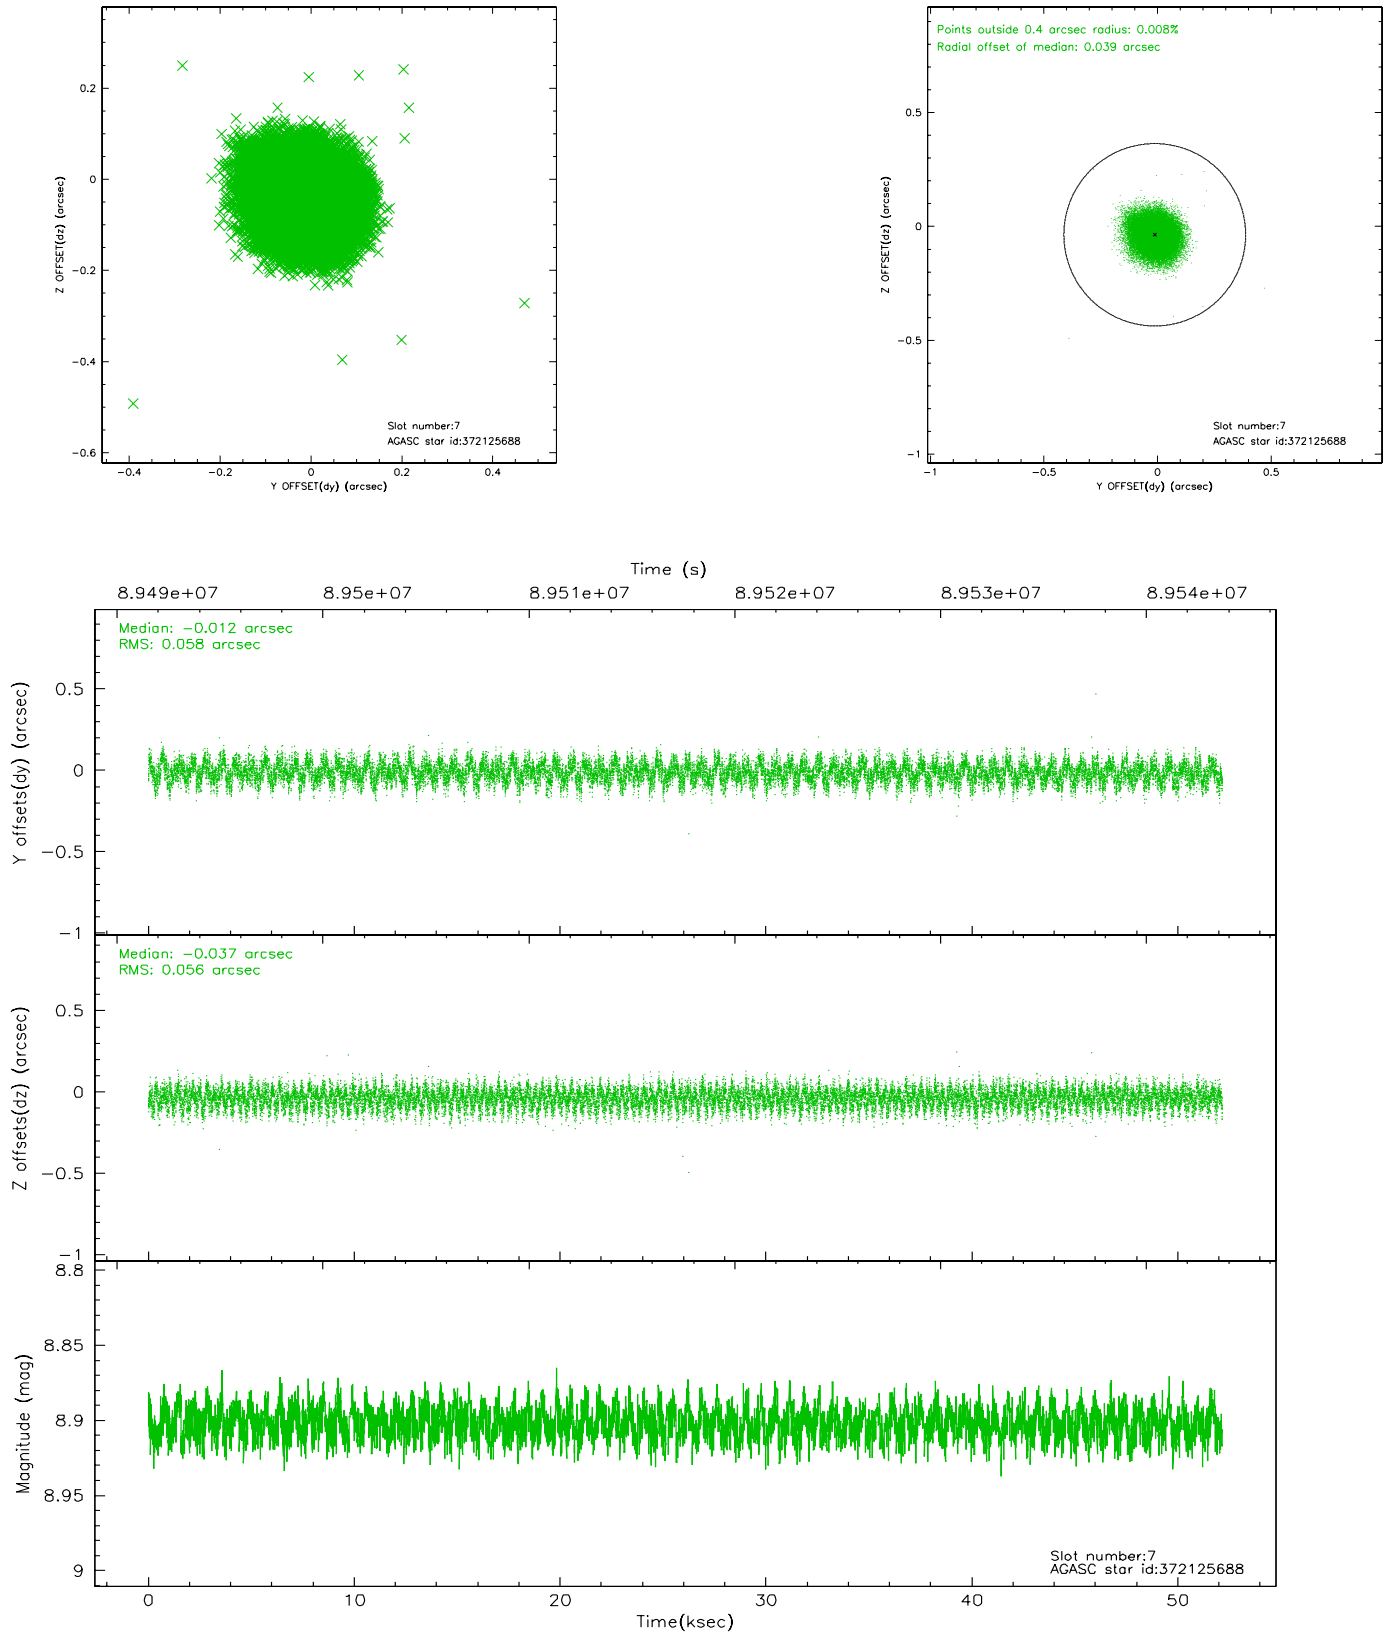 0.2
0
−0.2
−0.4
−0.6
Z OFFSET(dz) (arcsec)
Slot number:7
AGASC star id:372125688
−0.4 −0.2 0 0.2 0.4
Y OFFSET(dy) (arcsec)
Points outside 0.4 arcsec radius: 0.008%
Radial offset of median: 0.039 arcsec
0.5
0
−0.5
−1
Z OFFSET(dz) (arcsec)
Slot number:7
AGASC star id:372125688
−1 −0.5 0 0.5
Y OFFSET(dy) (arcsec)
Time (s)
8.949e+07 8.95e+07 8.951e+07 8.952e+07 8.953e+07 8.954e+07
Median: −0.012 arcsec
RMS: 0.058 arcsec
0.5
0
−0.5
−1
Y offsets(dy) (arcsec)
Median: −0.037 arcsec
RMS: 0.056 arcsec
0.5
0
−0.5
−1
Z offsets(dz) (arcsec)
8.8
8.85
8.9
8.95
9
Magnitude (mag)
Slot number:7
AGASC star id:372125688
0 10 20 30 40 50
Time(ksec)